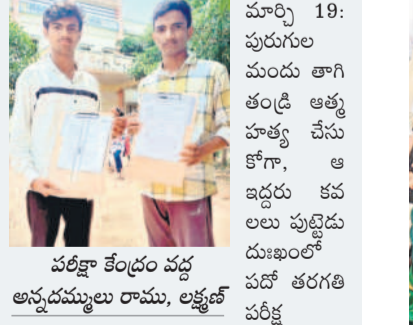 మార్చి 19:
పురుగుల
మందు తాగి
తండ్రి ఆత్మ
హత్య చేసు
కోగా, ఆ
ఇద్దరు కవ
లలు పుట్టెడు
దుఃఖంలో
పదో తరగతి
పరీక్ష
పరీక్షా కేంద్రం వద్ద
అన్నదమ్ములు రాము, లక్ష్మణ్